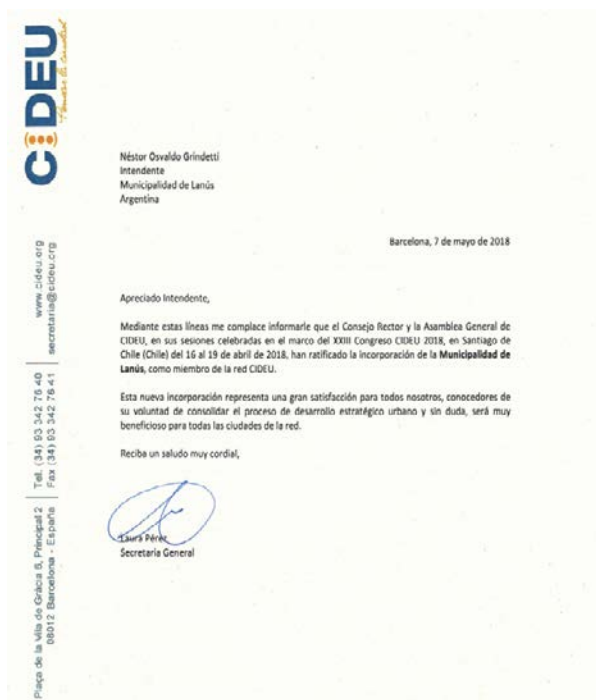 CIDEU
Néstor Osvaldo Grindetti
Intendente
Municipalidad de Lanús
Argentina
Barcelona, 7 de mayo de 2018
Apreciado Intendente,
Mediante estas líneas me complace informarle que el Consejo Rector y la Asamblea General de
CIDEU, en sus sesiones celebradas en el marco del XXIII Congreso CIDEU 2018, en Santiago de
Chile (Chile) del 16 al 19 de abril de 2018, han ratificado la incorporación de la Municipalidad de
Lanús, como miembro de la red CIDEU.
Esta nueva incorporación representa una gran satisfacción para todos nosotros, conocedores de
su voluntad de consolidar el proceso de desarrollo estratégico urbano y sin duda, será muy
beneficioso para todas las ciudades de la red.
Reciba un saludo muy cordial,
Laura Pérez
Secretaria General
www.cideu.org
secretaria@cideu.org
Tel. (34) 93 342 76 40
Fax (34) 93 342 76 41
Plaça de la Vila de Gràcia 6, Principal 2
08012 Barcelona - España